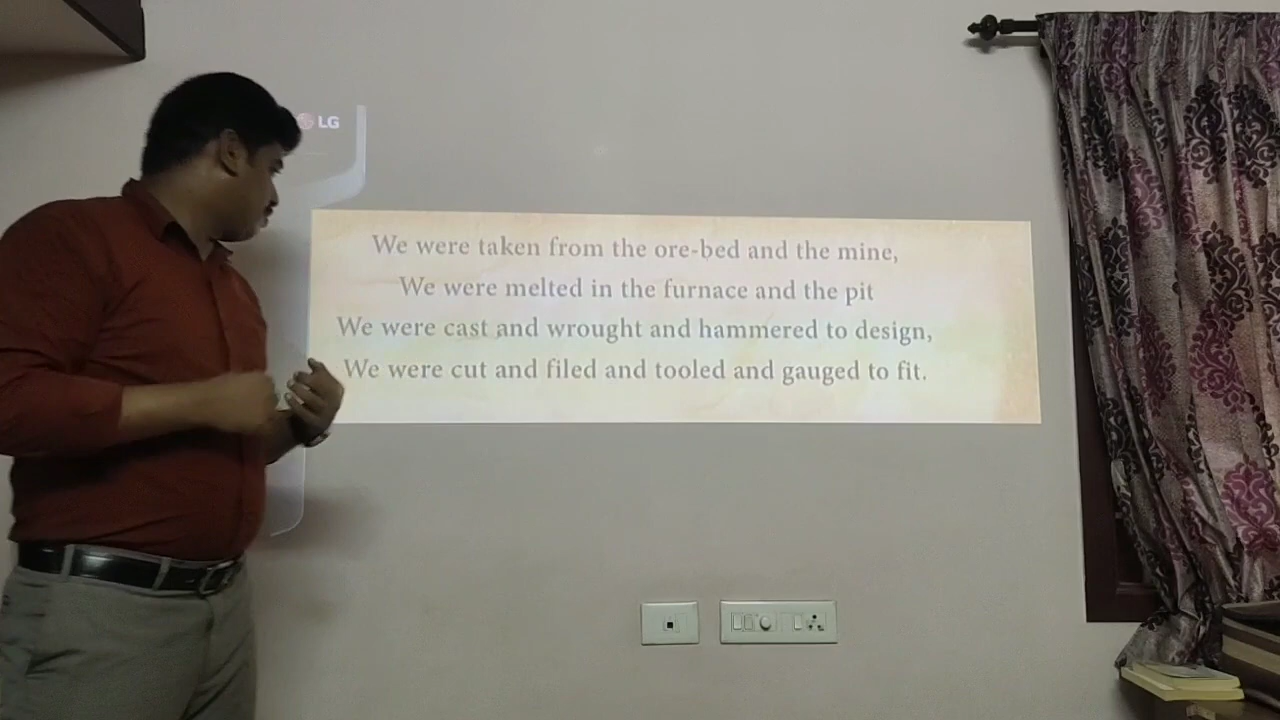 LG
We were taken from the ore-bed and the mine,
We were melted in the furnace and the pit
We were cast and wrought and hammered to design,
We were cut and filed and tooled and gauged to fit.